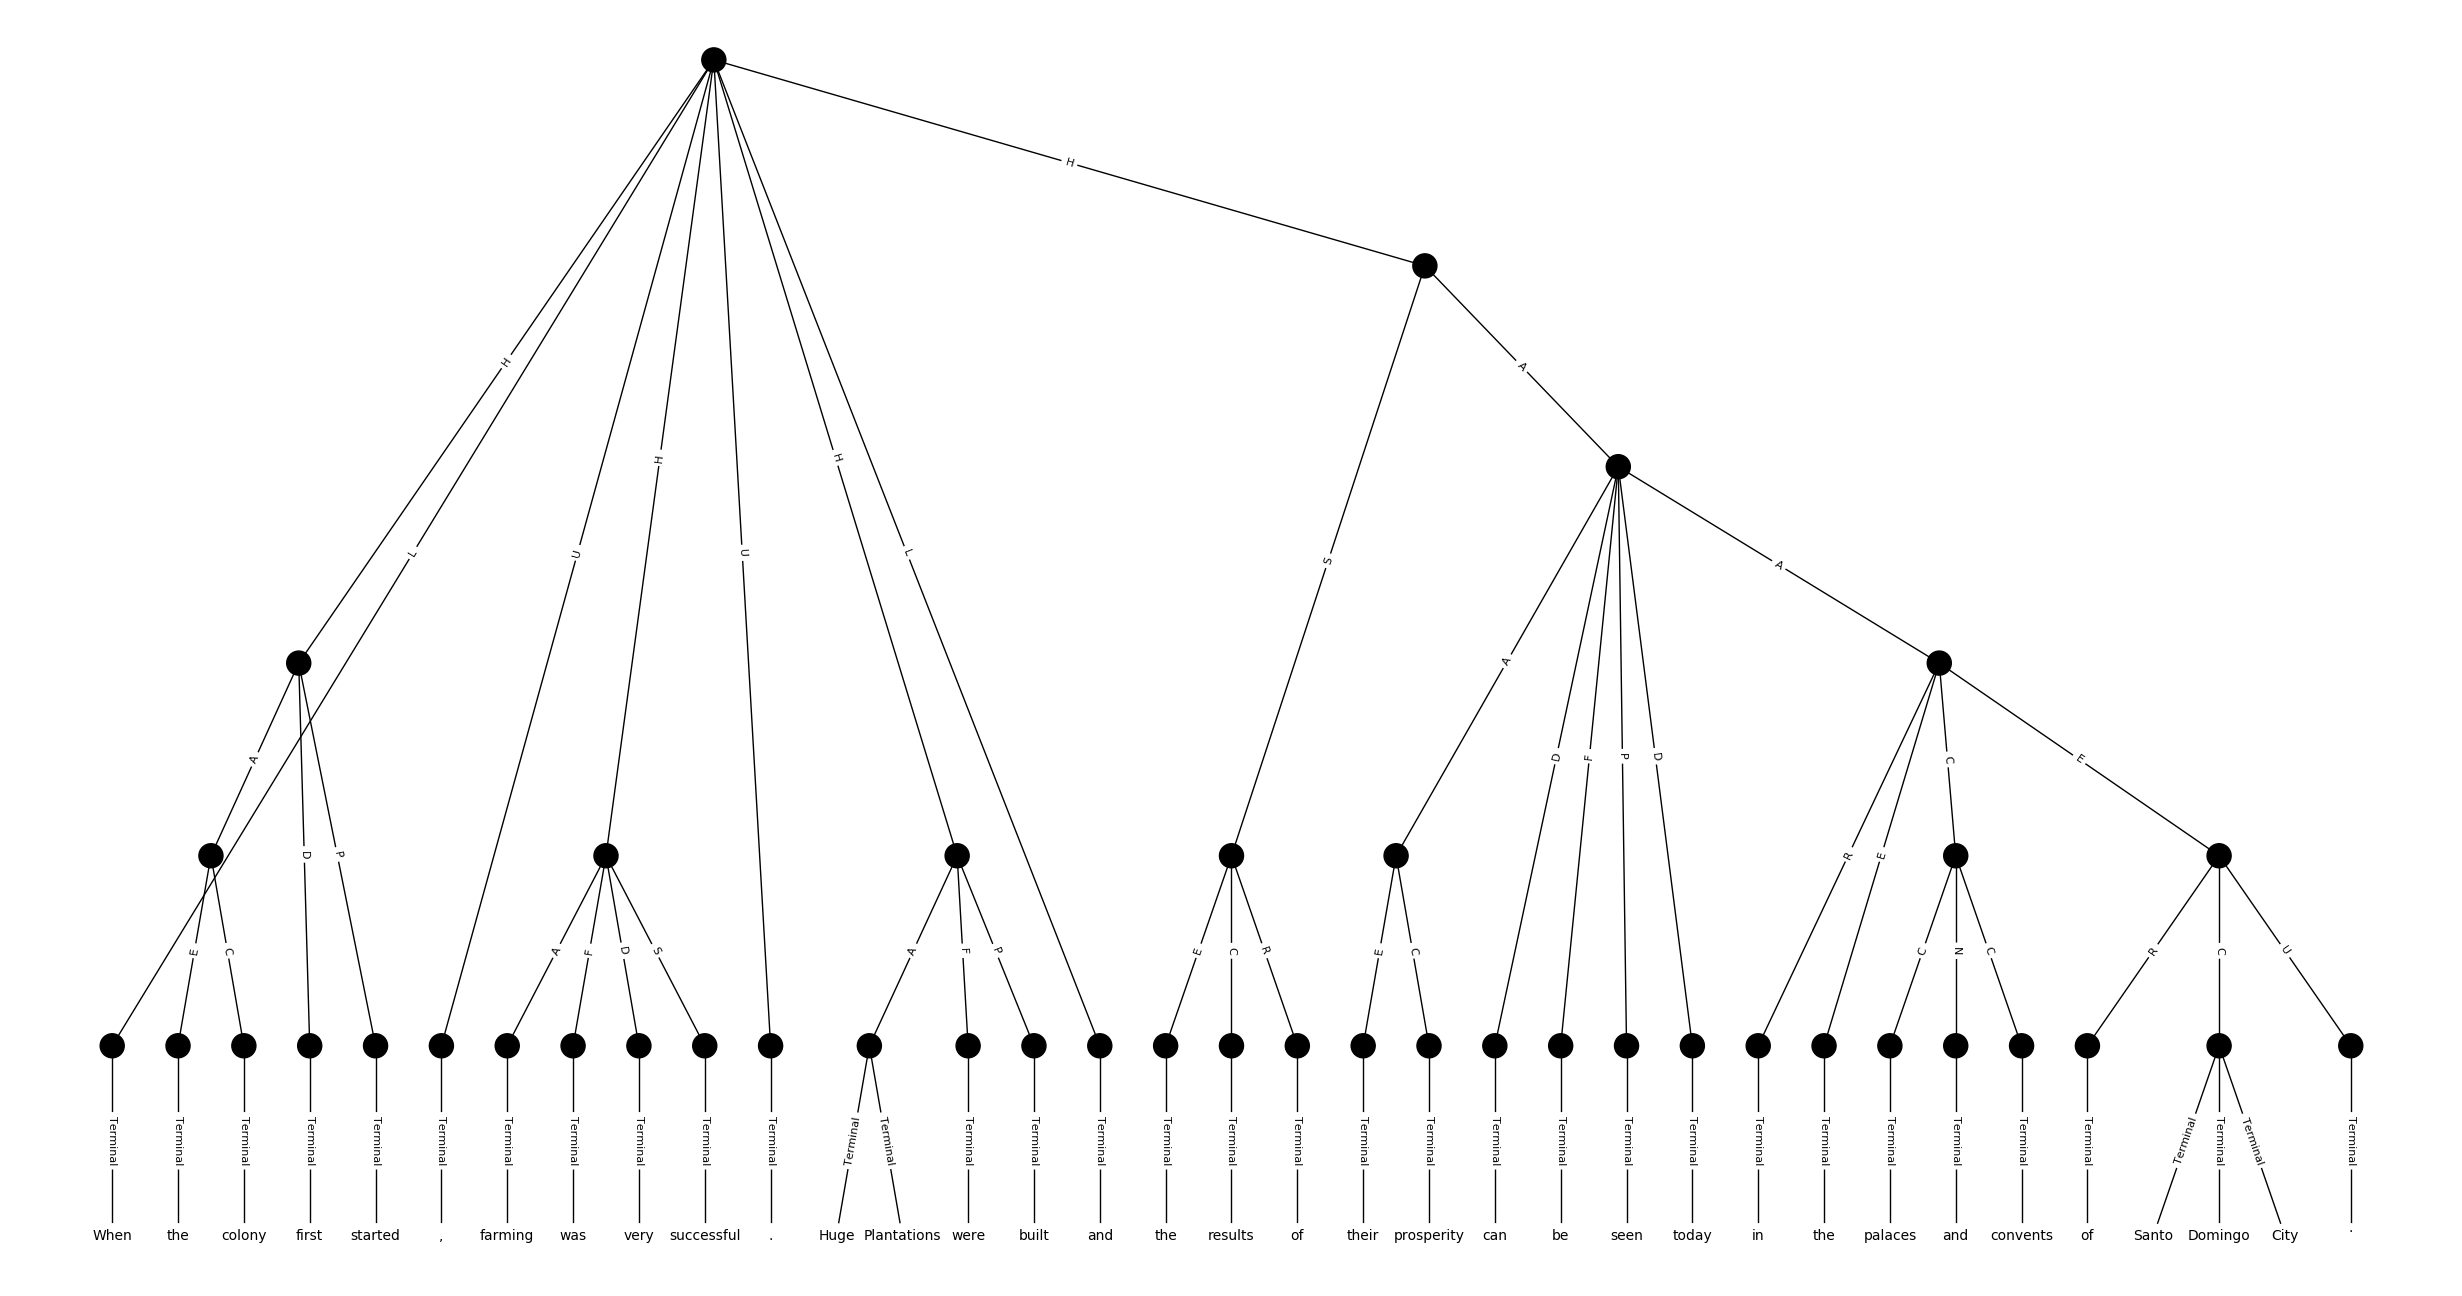 H
H
A
L
H
H
U
L
U
S
A
A
A
D
F
P
D
C
E
D
P
R
E
E
C
A
F
D
S
A
F
P
E
C
R
E
C
C
N
C
R
C
U
Terminal Terminal Terminal Terminal Terminal Terminal Terminal Terminal Terminal Terminal Terminal Terminal Terminal Terminal Terminal Terminal Terminal Terminal Terminal Terminal Terminal Terminal Terminal Terminal Terminal Terminal Terminal Terminal Terminal Terminal Terminal Terminal Terminal Terminal Terminal
When the colony first started , farming was very successful . Huge Plantations were built and the results of their prosperity can be seen today in the palaces and convents of Santo Domingo City .